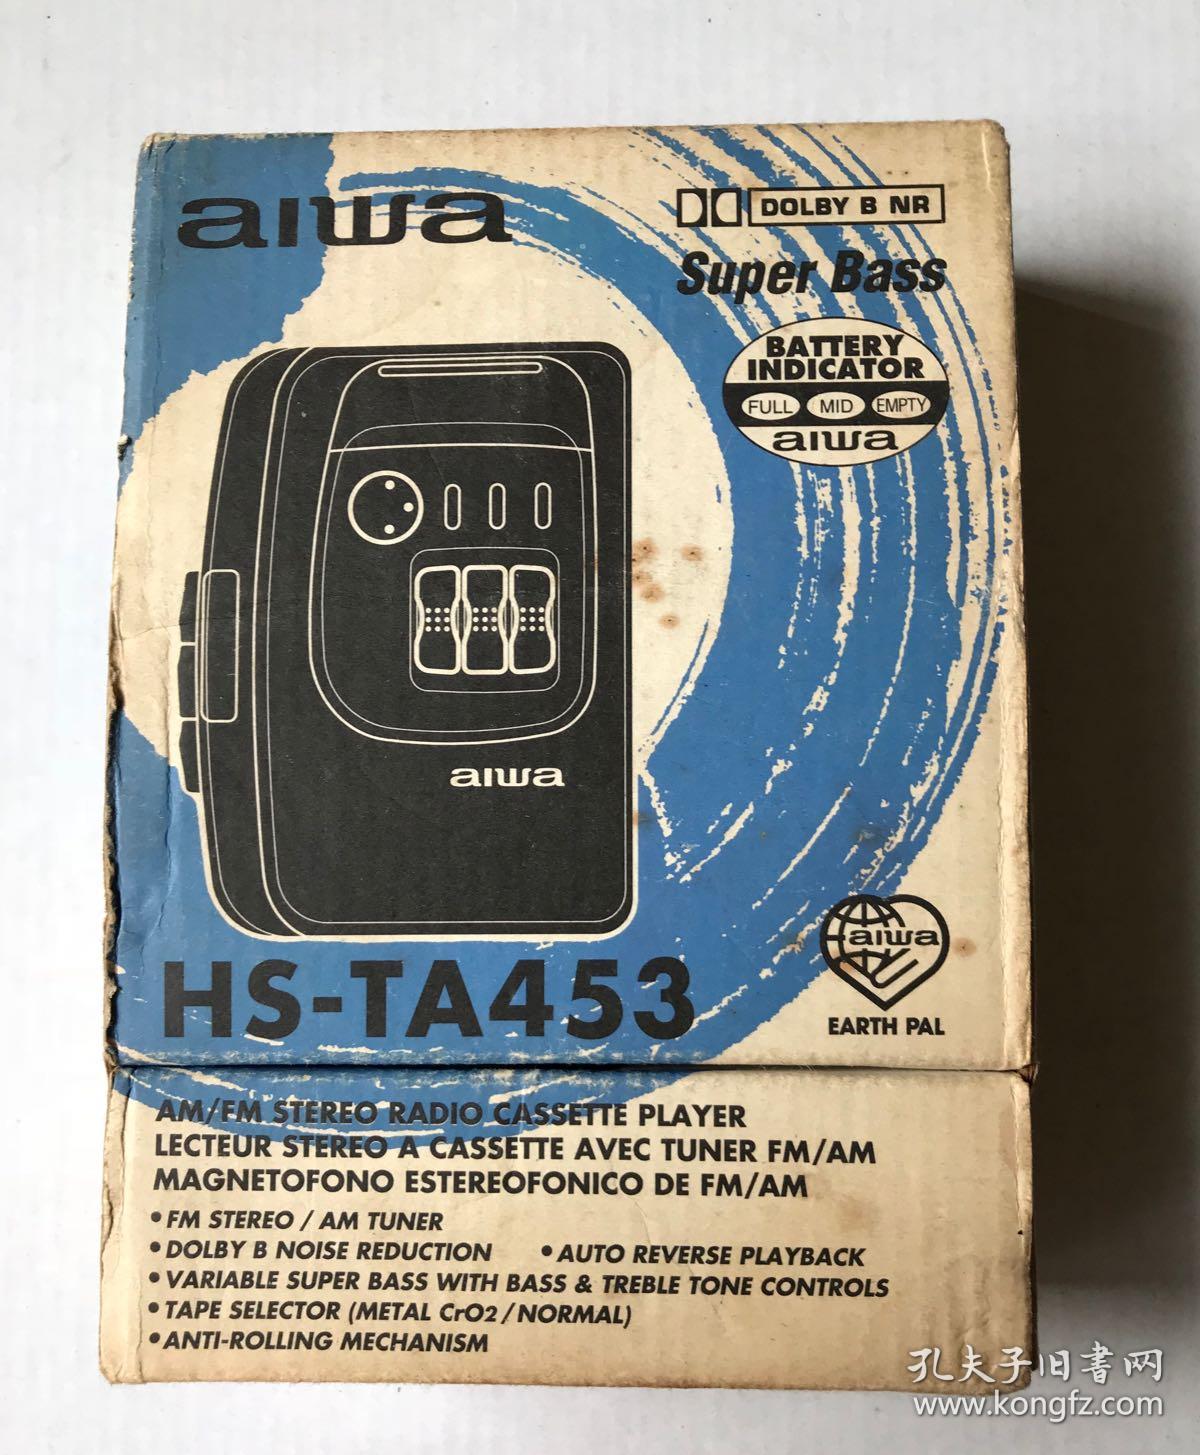 aiwa
DOLBY B NR
Super Bass
BATTERY
INDICATOR
FULL MID EMPTY
aiwa
aiwa
aiwa
HS-TA453
EARTH PAL
AM/FM STEREO RADIO CASSETTE PLAYER
LECTEUR STEREO A CASSETTE AVEC TUNER FM/AM
MAGNETOFONO ESTEREOFONICO DE FM/AM
• FM STEREO / AM TUNER
• DOLBY B NOISE REDUCTION • AUTO REVERSE PLAYBACK
• VARIABLE SUPER BASS WITH BASS & TREBLE TONE CONTROLS
• TAPE SELECTOR (METAL CrO2/NORMAL)
• ANTI-ROLLING MECHANISM
孔夫子旧书网
www.kongfz.com